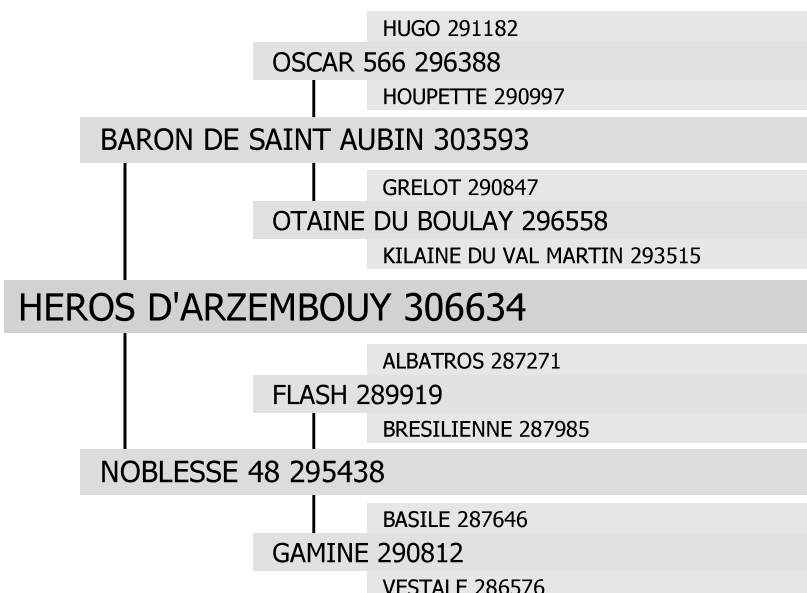 HUGO 291182
OSCAR 566 296388
HOUPETTE 290997
BARON DE SAINT AUBIN 303593
GRELOT 290847
OTAINE DU BOULAY 296558
KILAINE DU VAL MARTIN 293515
HEROS D'ARZEMBOUY 306634
ALBATROS 287271
FLASH 289919
BRESILIENNE 287985
NOBLESSE 48 295438
BASILE 287646
GAMINE 290812
VESTALE 286576